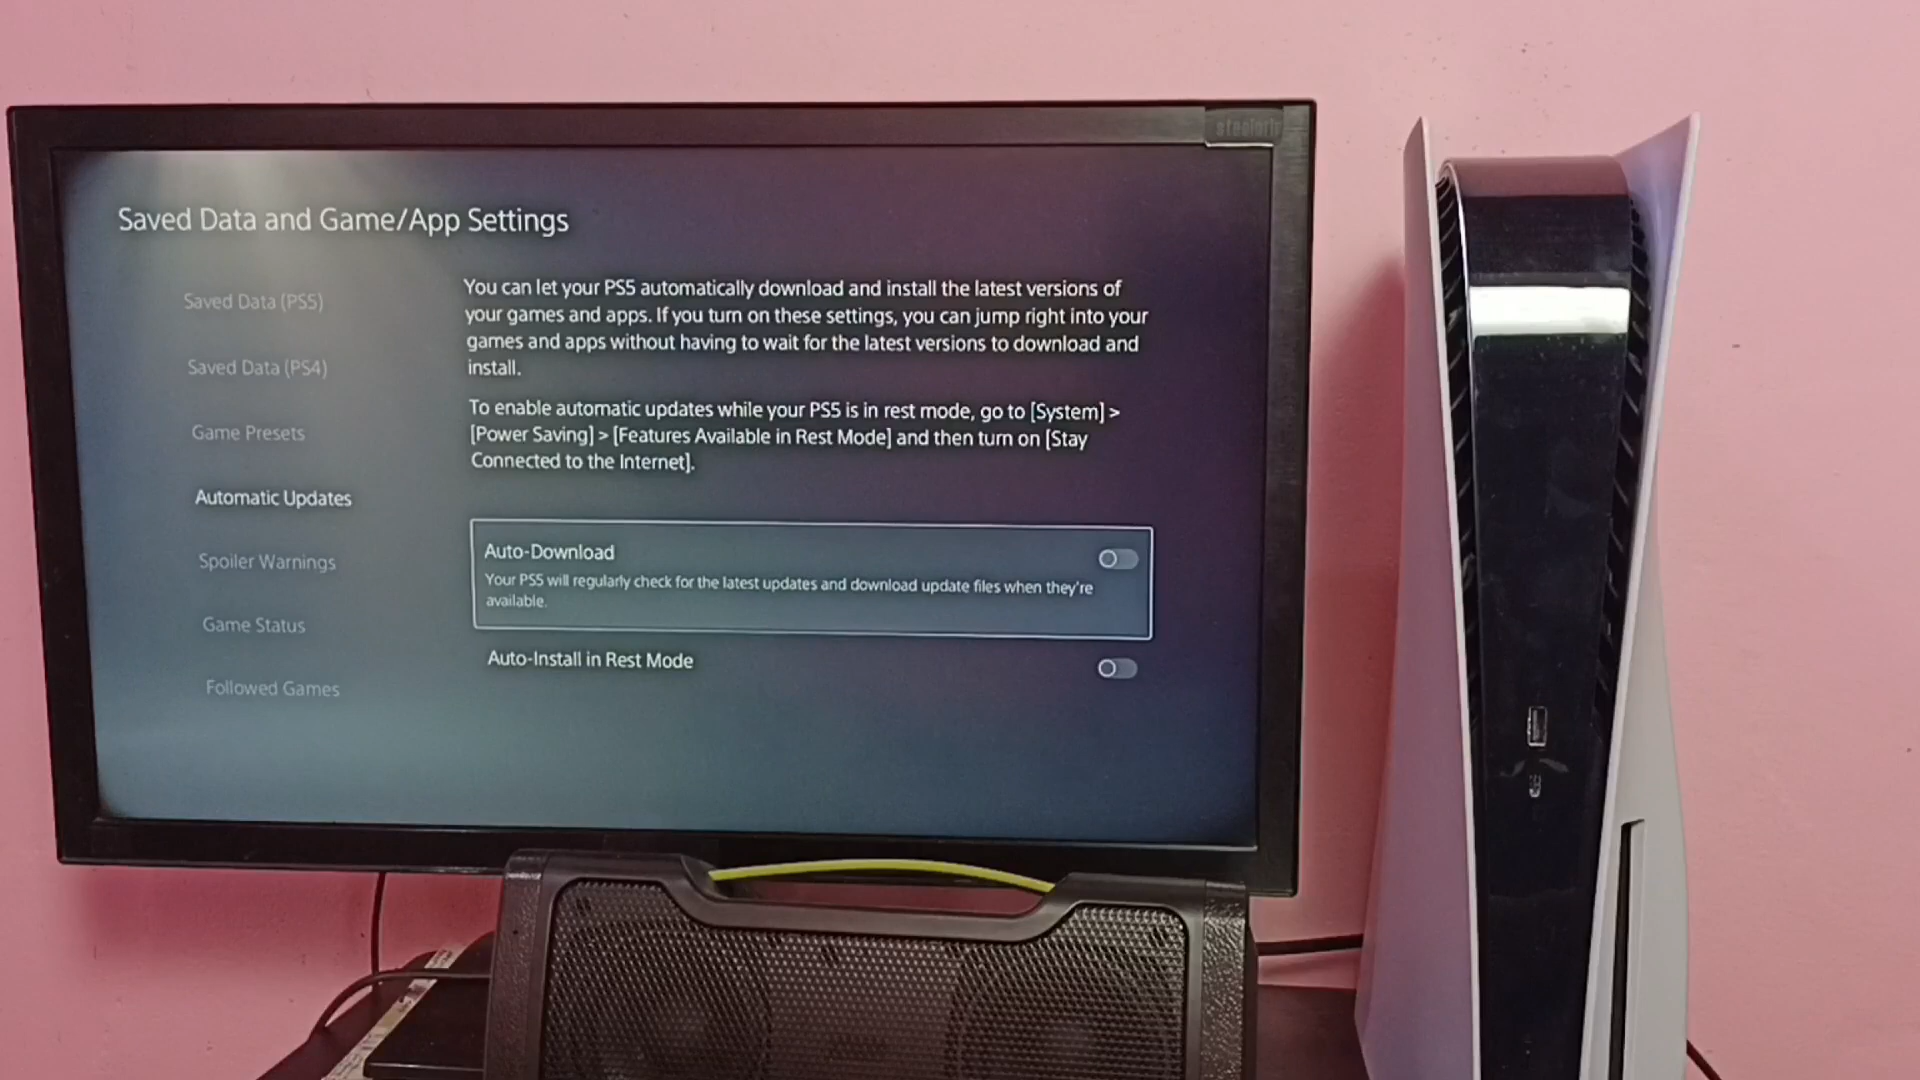 Saved Data and Game/App Settings
Saved Data (PS5)
Saved Data (PS4)
Game Presets
Automatic Updates
Spoiler Warnings
Game Status
Followed Games
You can let your PS5 automatically download and install the latest versions of
your games and apps. If you turn on these settings, you can jump right into your
games and apps without having to wait for the latest versions to download and
install.
To enable automatic updates while your PS5 is in rest mode, go to [System] >
[Power Saving] > [Features Available in Rest Mode] and then turn on [Stay
Connected to the Internet].
Auto-Download
Your PS5 will regularly check for the latest updates and download update files when they're
available.
Auto-Install in Rest Mode